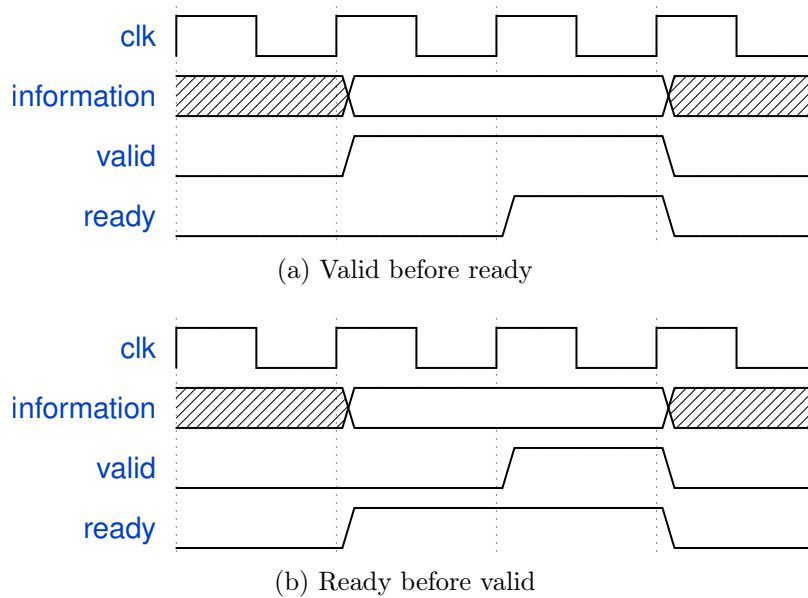 clk
information
valid
ready
(a) Valid before ready
clk
information
valid
ready
(b) Ready before valid